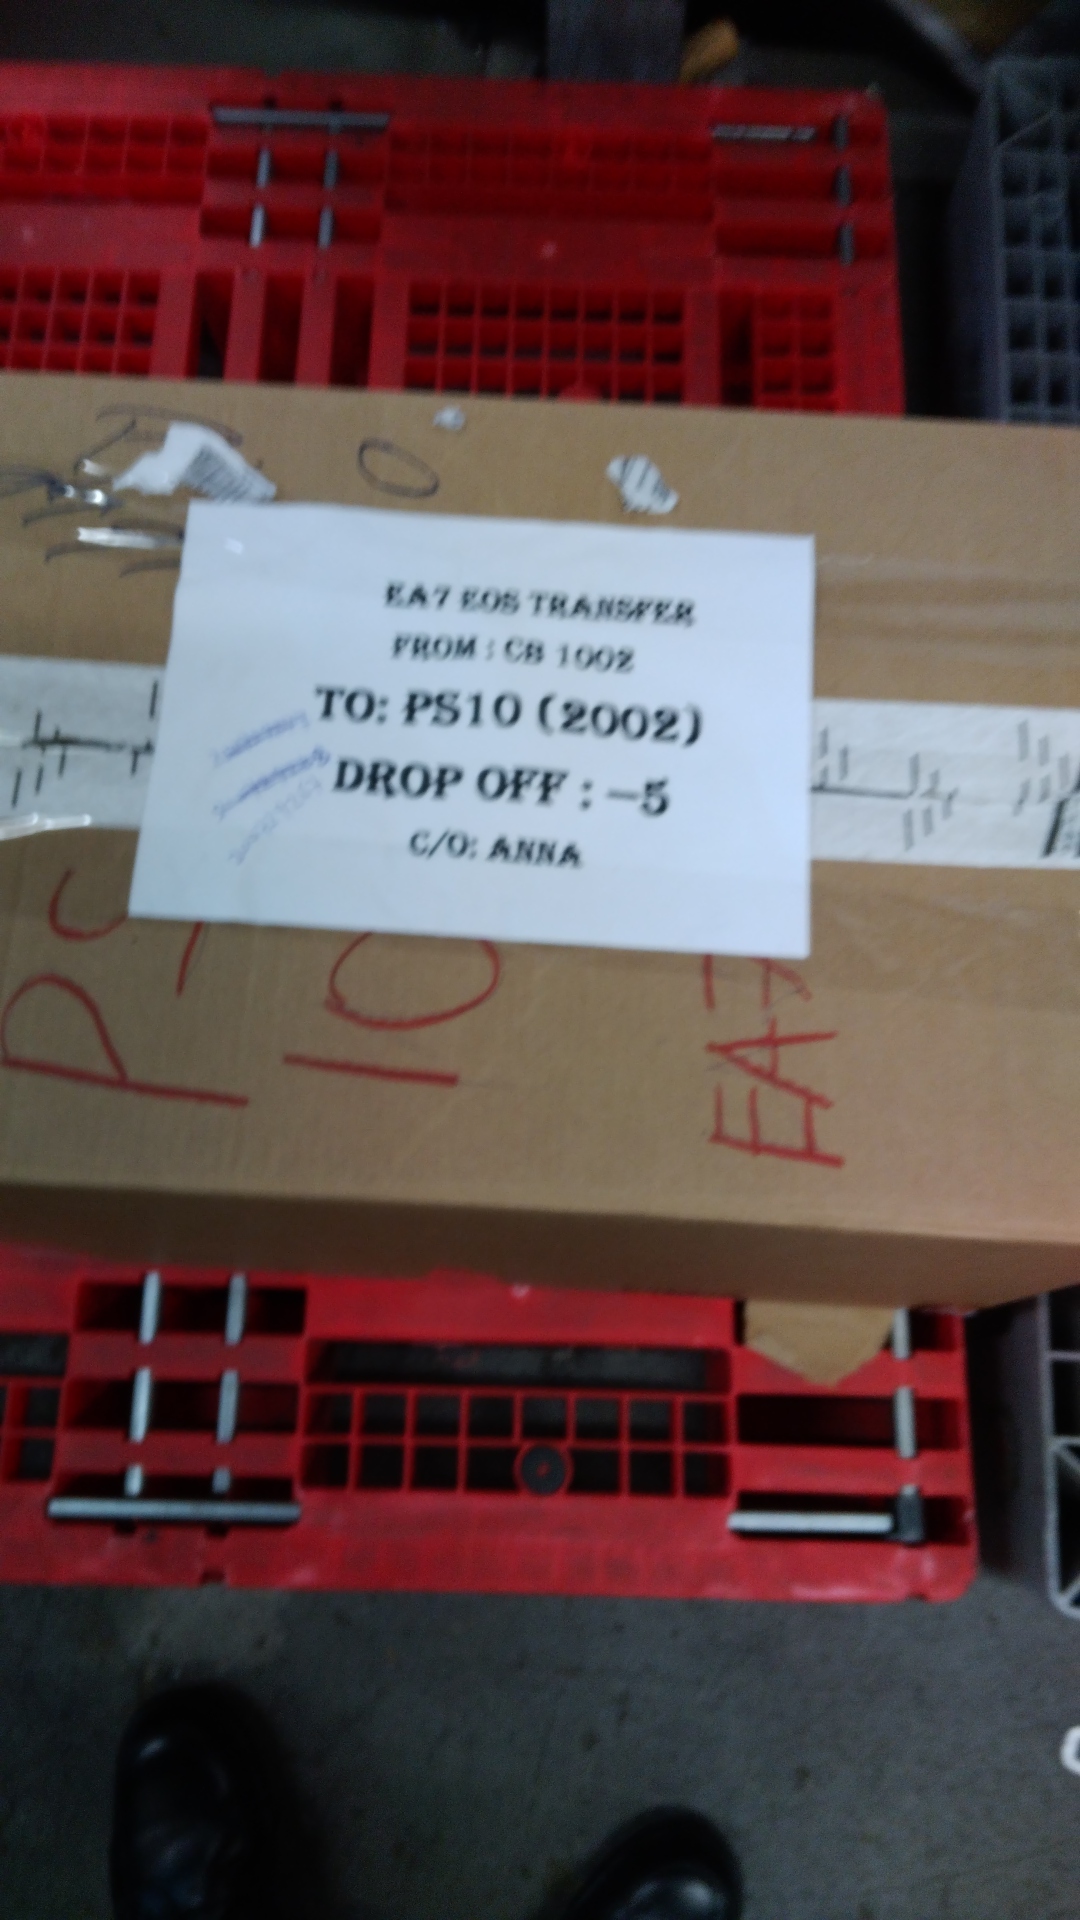 EA7 EOS TRANSFER
FROM : CB 1002
TO: PS10 (2002)
DROP OFF : -5
C/O: ANNA
PS
10
EA7